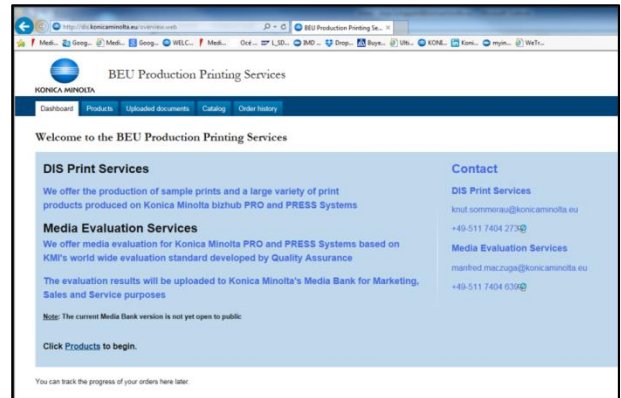 http://dis.konicaminolta.eu/overview.web
BEU Production Printing Se...
Medi... Geog... Medi... Geog... WELC... Medi... Océ... L_SD... IMD ... Drop... Buye... Ulti... KONI... Koni... myin... WeTr...
KONICA MINOLTA
BEU Production Printing Services
Dashboard Products Uploaded documents Catalog Order history
Welcome to the BEU Production Printing Services
DIS Print Services
We offer the production of sample prints and a large variety of print
products produced on Konica Minolta bizhub PRO and PRESS Systems
Media Evaluation Services
We offer media evaluation for Konica Minolta PRO and PRESS Systems based on
KMI's world wide evaluation standard developed by Quality Assurance
The evaluation results will be uploaded to Konica Minolta's Media Bank for Marketing,
Sales and Service purposes
Note: The current Media Bank version is not yet open to public
Click Products to begin.
Contact
DIS Print Services
knut.sommerau@konicaminolta.eu
+49-511 7404 273
Media Evaluation Services
manfred.maczuga@konicaminolta.eu
+49-511 7404 639
You can track the progress of your orders here later.